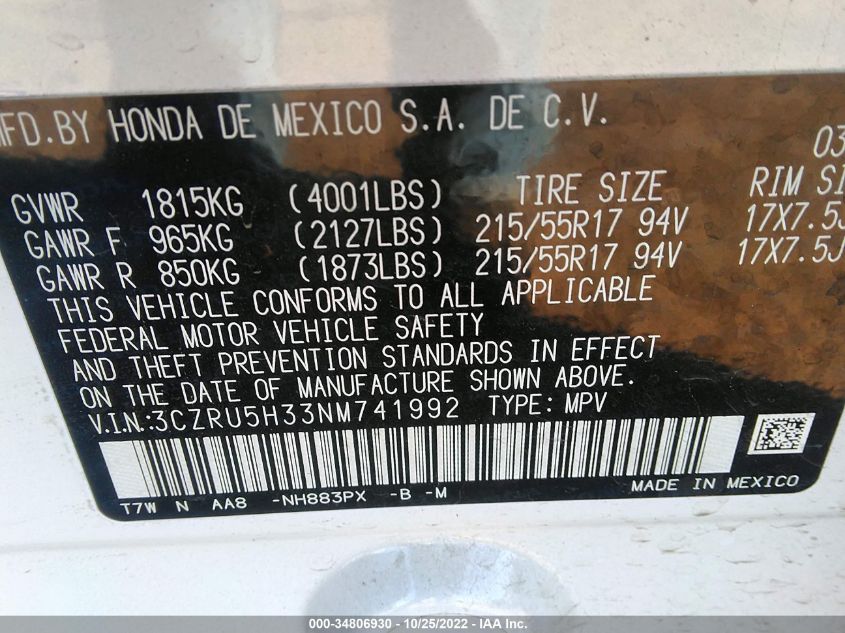 MFD.BY HONDA DE MEXICO S.A. DE C.V.
03
GVWR 1815KG (4001LBS) TIRE SIZE RIM SI
GAWR F 965KG (2127LBS) 215/55R17 94V 17X7.5J
GAWR R 850KG (1873LBS) 215/55R17 94V 17X7.5J
THIS VEHICLE CONFORMS TO ALL APPLICABLE
FEDERAL MOTOR VEHICLE SAFETY
AND THEFT PREVENTION STANDARDS IN EFFECT
ON THE DATE OF MANUFACTURE SHOWN ABOVE.
V.I.N.:3CZRU5H33NM741992 TYPE: MPV
T7W N AA8 -NH883PX -B -M MADE IN MEXICO
000-34806930 - 10/25/2022 - IAA Inc.